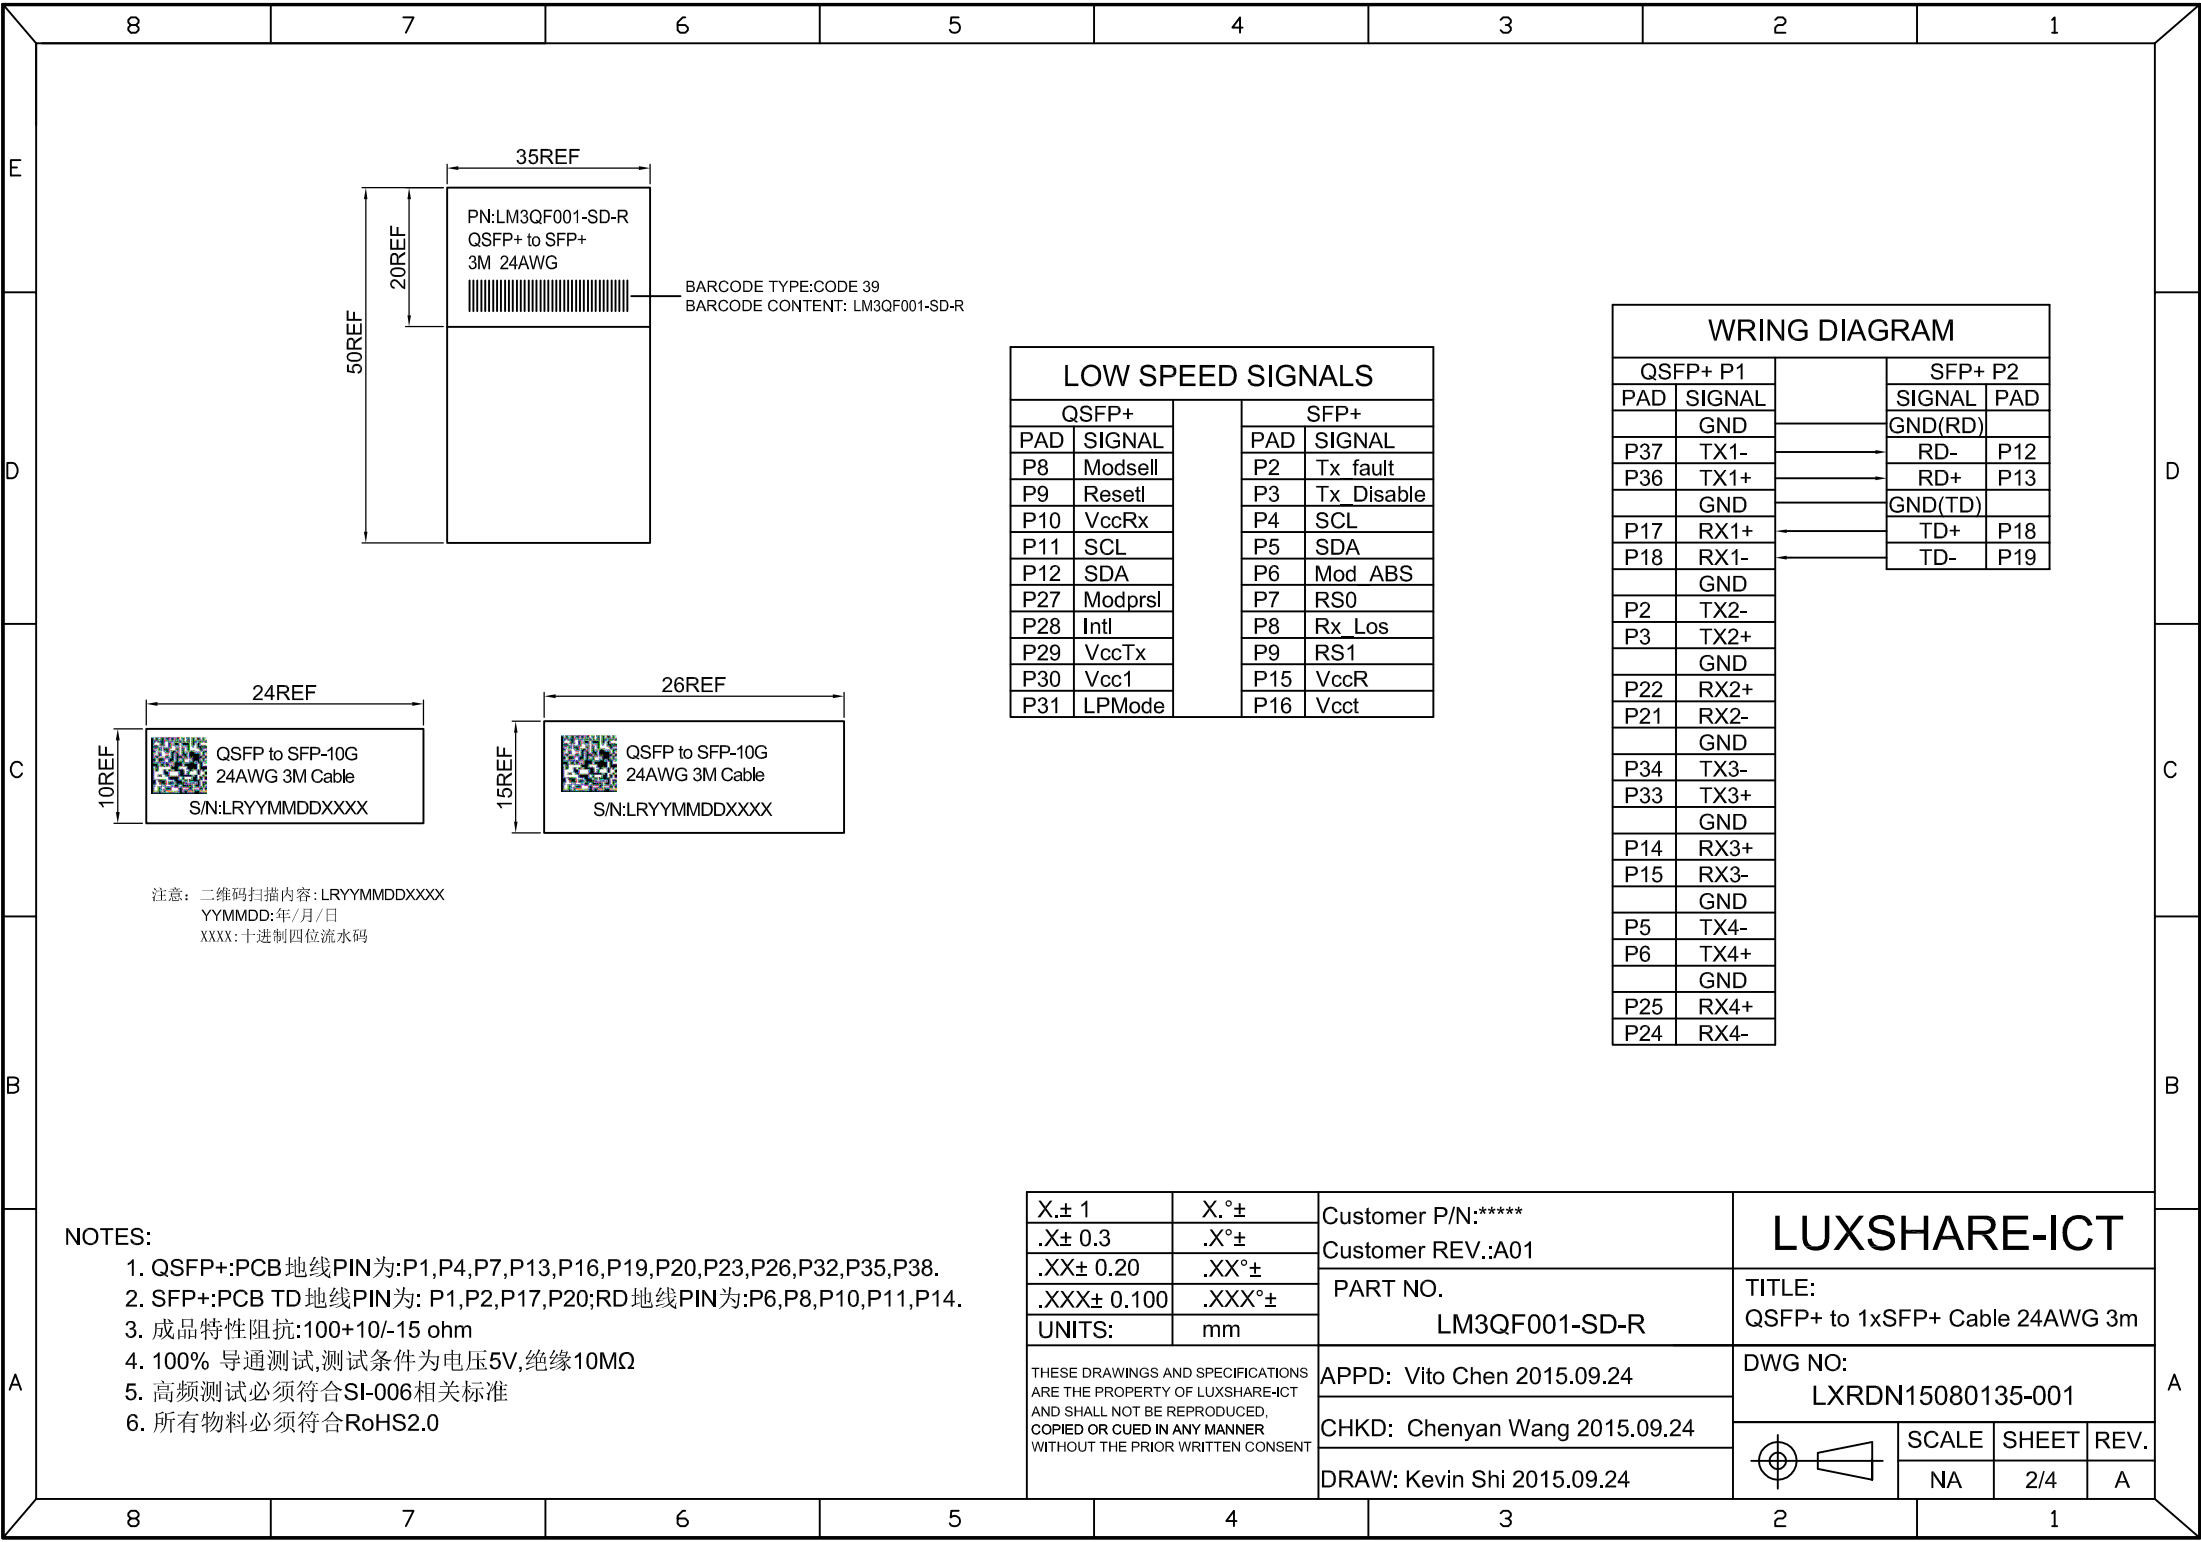 8 7 6 5 4 3 2 1
E
D
C
B
A
35REF
50REF
20REF
PN:LM3QF001-SD-R
QSFP+ to SFP+
3M 24AWG
BARCODE TYPE:CODE 39
BARCODE CONTENT: LM3QF001-SD-R
24REF
10REF
QSFP to SFP-10G
24AWG 3M Cable
S/N:LRYYMMDDXXXX
26REF
15REF
QSFP to SFP-10G
24AWG 3M Cable
S/N:LRYYMMDDXXXX
注意：二维码扫描内容:LRYYMMDDXXXX
YYMMDD:年/月/日
XXXX:十进制四位流水码
LOW SPEED SIGNALS
QSFP+ SFP+
PAD SIGNAL PAD SIGNAL
P8 Modsell P2 Tx_fault
P9 Resetl P3 Tx_Disable
P10 VccRx P4 SCL
P11 SCL P5 SDA
P12 SDA P6 Mod_ABS
P27 Modprsl P7 RS0
P28 Intl P8 Rx_Los
P29 VccTx P9 RS1
P30 Vcc1 P15 VccR
P31 LPMode P16 Vcct
WRING DIAGRAM
QSFP+ P1 SFP+ P2
PAD SIGNAL SIGNAL PAD
GND GND(RD)
P37 TX1- RD- P12
P36 TX1+ RD+ P13
GND GND(TD)
P17 RX1+ TD+ P18
P18 RX1- TD- P19
GND
P2 TX2-
P3 TX2+
GND
P22 RX2+
P21 RX2-
GND
P34 TX3-
P33 TX3+
GND
P14 RX3+
P15 RX3-
GND
P5 TX4-
P6 TX4+
GND
P25 RX4+
P24 RX4-
NOTES:
1. QSFP+:PCB地线PIN为:P1,P4,P7,P13,P16,P19,P20,P23,P26,P32,P35,P38.
2. SFP+:PCB TD地线PIN为: P1,P2,P17,P20;RD地线PIN为:P6,P8,P10,P11,P14.
3. 成品特性阻抗:100+10/-15 ohm
4. 100% 导通测试,测试条件为电压5V,绝缘10MΩ
5. 高频测试必须符合SI-006相关标准
6. 所有物料必须符合RoHS2.0
X.± 1 X.°±
.X± 0.3 .X°±
.XX± 0.20 .XX°±
.XXX± 0.100 .XXX°±
UNITS: mm
THESE DRAWINGS AND SPECIFICATIONS
ARE THE PROPERTY OF LUXSHARE-ICT
AND SHALL NOT BE REPRODUCED,
COPIED OR CUED IN ANY MANNER
WITHOUT THE PRIOR WRITTEN CONSENT
Customer P/N:*****
Customer REV.:A01
PART NO.
LM3QF001-SD-R
APPD: Vito Chen 2015.09.24
CHKD: Chenyan Wang 2015.09.24
DRAW: Kevin Shi 2015.09.24
LUXSHARE-ICT
TITLE:
QSFP+ to 1xSFP+ Cable 24AWG 3m
DWG NO:
LXRDN15080135-001
SCALE SHEET REV.
NA 2/4 A
D
C
B
A
8 7 6 5 4 3 2 1